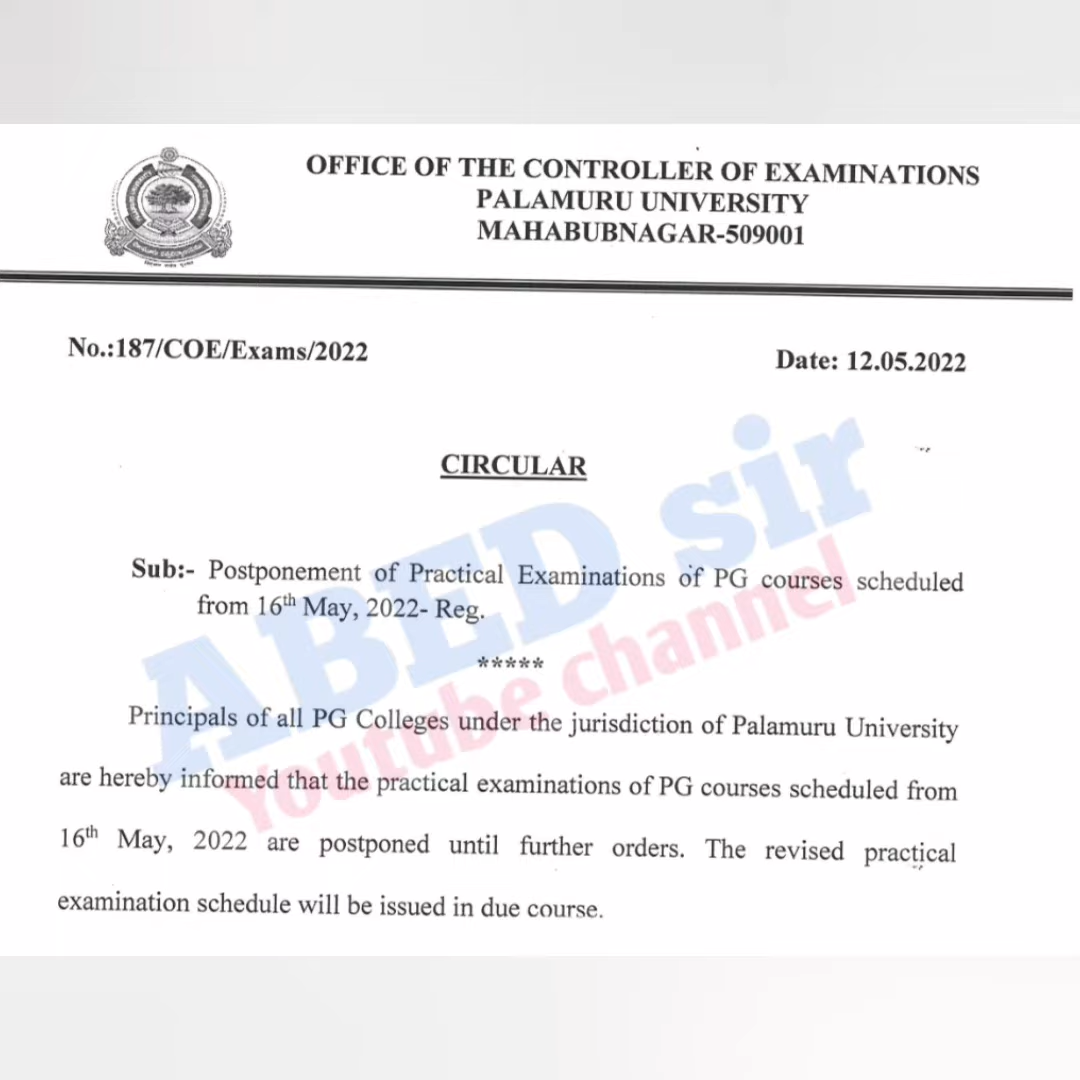 OFFICE OF THE CONTROLLER OF EXAMINATIONS
PALAMURU UNIVERSITY
MAHABUBNAGAR-509001
No.:187/COE/Exams/2022
Date: 12.05.2022
CIRCULAR
Sub:- Postponement of Practical Examinations of PG courses scheduled
from 16th May, 2022- Reg.
*****
Principals of all PG Colleges under the jurisdiction of Palamuru University
are hereby informed that the practical examinations of PG courses scheduled from
16th May, 2022 are postponed until further orders. The revised practical
examination schedule will be issued in due course.
ABED sir
Youtube channel